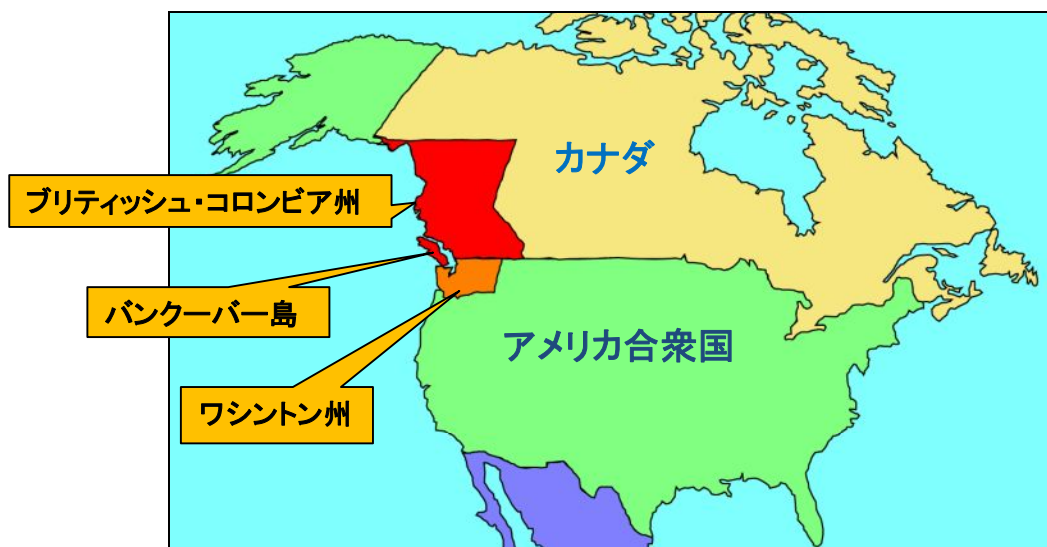 カナダ
ブリティッシュ・コロンビア州
バンクーバー島
アメリカ合衆国
ワシントン州